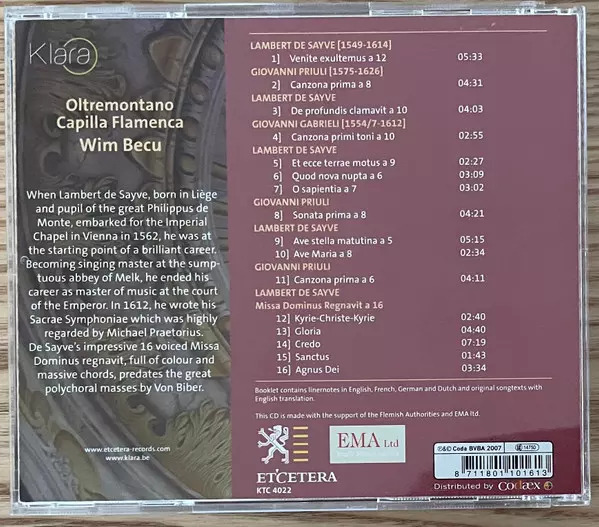 Klara
Oltremontano
Capilla Flamenca
Wim Becu
When Lambert de Sayve, born in Liège
and pupil of the great Philippus de
Monte, embarked for the Imperial
Chapel in Vienna in 1562, he was at
the starting point of a brilliant career.
Becoming singing master at the sump-
tuous abbey of Melk, he ended his
career as master of music at the court
of the Emperor. In 1612, he wrote his
Sacrae Symphoniae which was highly
regarded by Michael Praetorius.
De Sayve's impressive 16 voiced Missa
Dominus regnavit, full of colour and
massive chords, predates the great
polychoral masses by Von Biber.
www.etcetera-records.com
www.klara.be
LAMBERT DE SAYVE [1549-1614]
1] Venite exultemus a 12 05:33
GIOVANNI PRIULI [1575-1626]
2] Canzona prima a 8 04:31
LAMBERT DE SAYVE
3] De profundis clamavit a 10 04:03
GIOVANNI GABRIELI [1554/7-1612]
4] Canzona primi toni a 10 02:55
LAMBERT DE SAYVE
5] Et ecce terrae motus a 9 02:27
6] Quod nova nupta a 6 03:09
7] O sapientia a 7 03:02
GIOVANNI PRIULI
8] Sonata prima a 8 04:21
LAMBERT DE SAYVE
9] Ave stella matutina a 5 05:15
10] Ave Maria a 8 02:34
GIOVANNI PRIULI
11] Canzona prima a 6 04:11
LAMBERT DE SAYVE
Missa Dominus Regnavit a 16
12] Kyrie-Christe-Kyrie 02:40
13] Gloria 04:40
14] Credo 07:19
15] Sanctus 01:43
16] Agnus Dei 03:34
Booklet contains linernotes in English, French, German and Dutch and original songtexts with
English translation.
This CD is made with the support of the Flemish Authorities and EMA ltd.
EMA Ltd
ET'CETERA
KTC 4022
℗&© Coda BVBA 2007
14750
8 711801 101613
Distributed by codæx